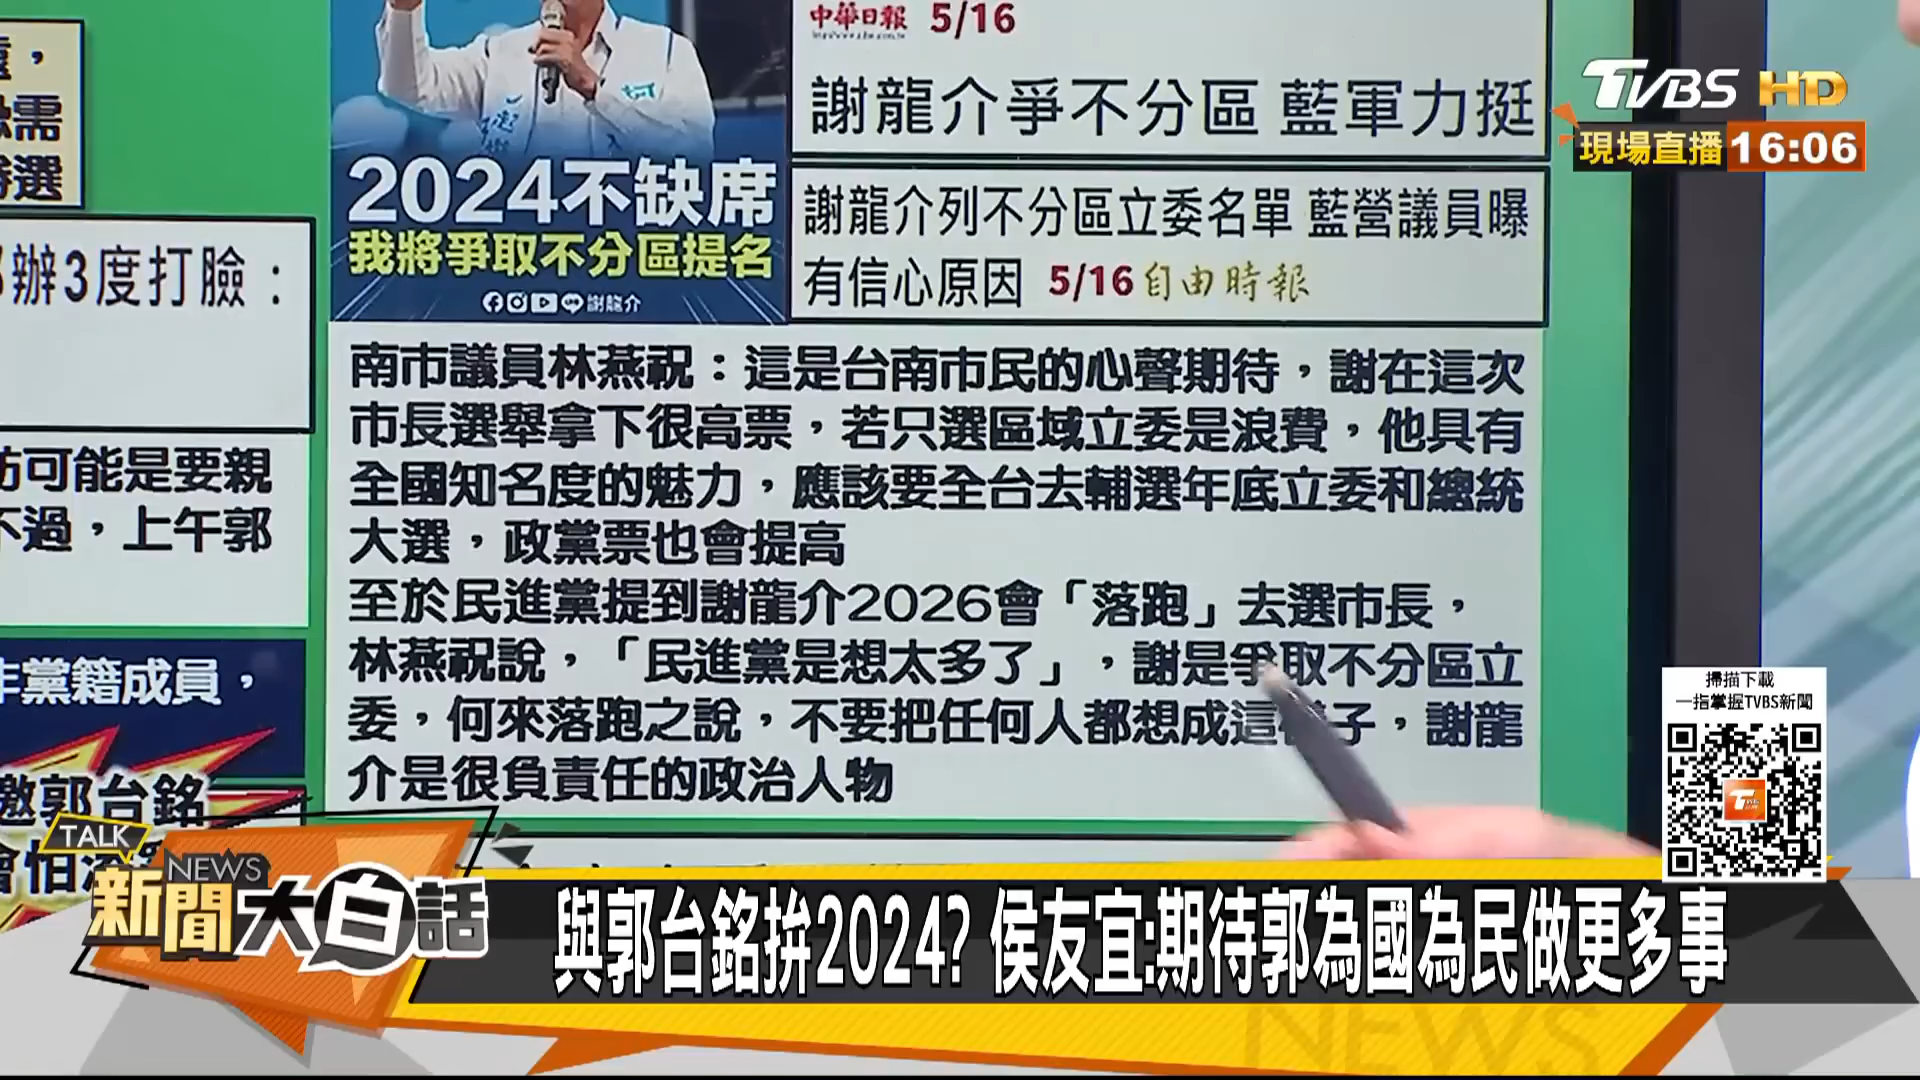 中華日報 5/16
謝龍介爭不分區 藍軍力挺
2024不缺席
我將爭取不分區提名
謝龍介
謝龍介列不分區立委名單 藍營議員曝
有信心原因 5/16 自由時報
南市議員林燕祝：這是台南市民的心聲期待，謝在這次
市長選舉拿下很高票，若只選區域立委是浪費，他具有
全國知名度的魅力，應該要全台去輔選年底立委和總統
大選，政黨票也會提高
至於民進黨提到謝龍介2026會「落跑」去選市長，
林燕祝說，「民進黨是想太多了」，謝是爭取不分區立
委，何來落跑之說，不要把任何人都想成這樣子，謝龍
介是很負責任的政治人物
需
選
辦3度打臉：
可能是要親
不過，上午郭
非黨籍成員，
邀郭台銘
會怕
TVBS HD
現場直播 16:06
掃描下載
一指掌握TVBS新聞
TALK
NEWS
新聞大白話
與郭台銘拚2024? 侯友宜:期待郭為國為民做更多事
NEWS